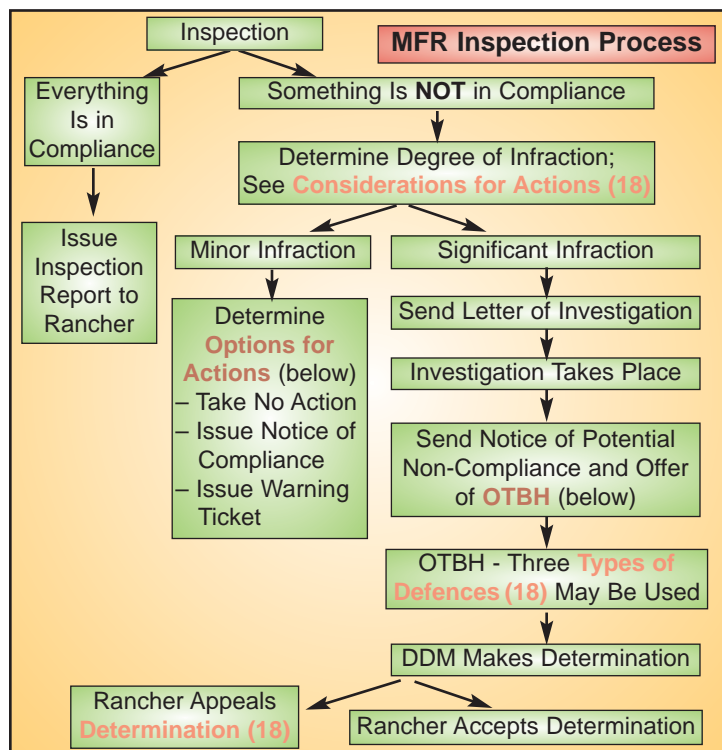 Inspection
MFR Inspection Process
Everything
Is in
Compliance
Something Is NOT in Compliance
Determine Degree of Infraction;
See Considerations for Actions (18)
Issue
Inspection
Report to
Rancher
Minor Infraction
Significant Infraction
Determine
Options for
Actions (below)
– Take No Action
– Issue Notice of
Compliance
– Issue Warning
Ticket
Send Letter of Investigation
Investigation Takes Place
Send Notice of Potential
Non-Compliance and Offer
of OTBH (below)
OTBH - Three Types of
Defences (18) May Be Used
DDM Makes Determination
Rancher Appeals
Determination (18)
Rancher Accepts Determination